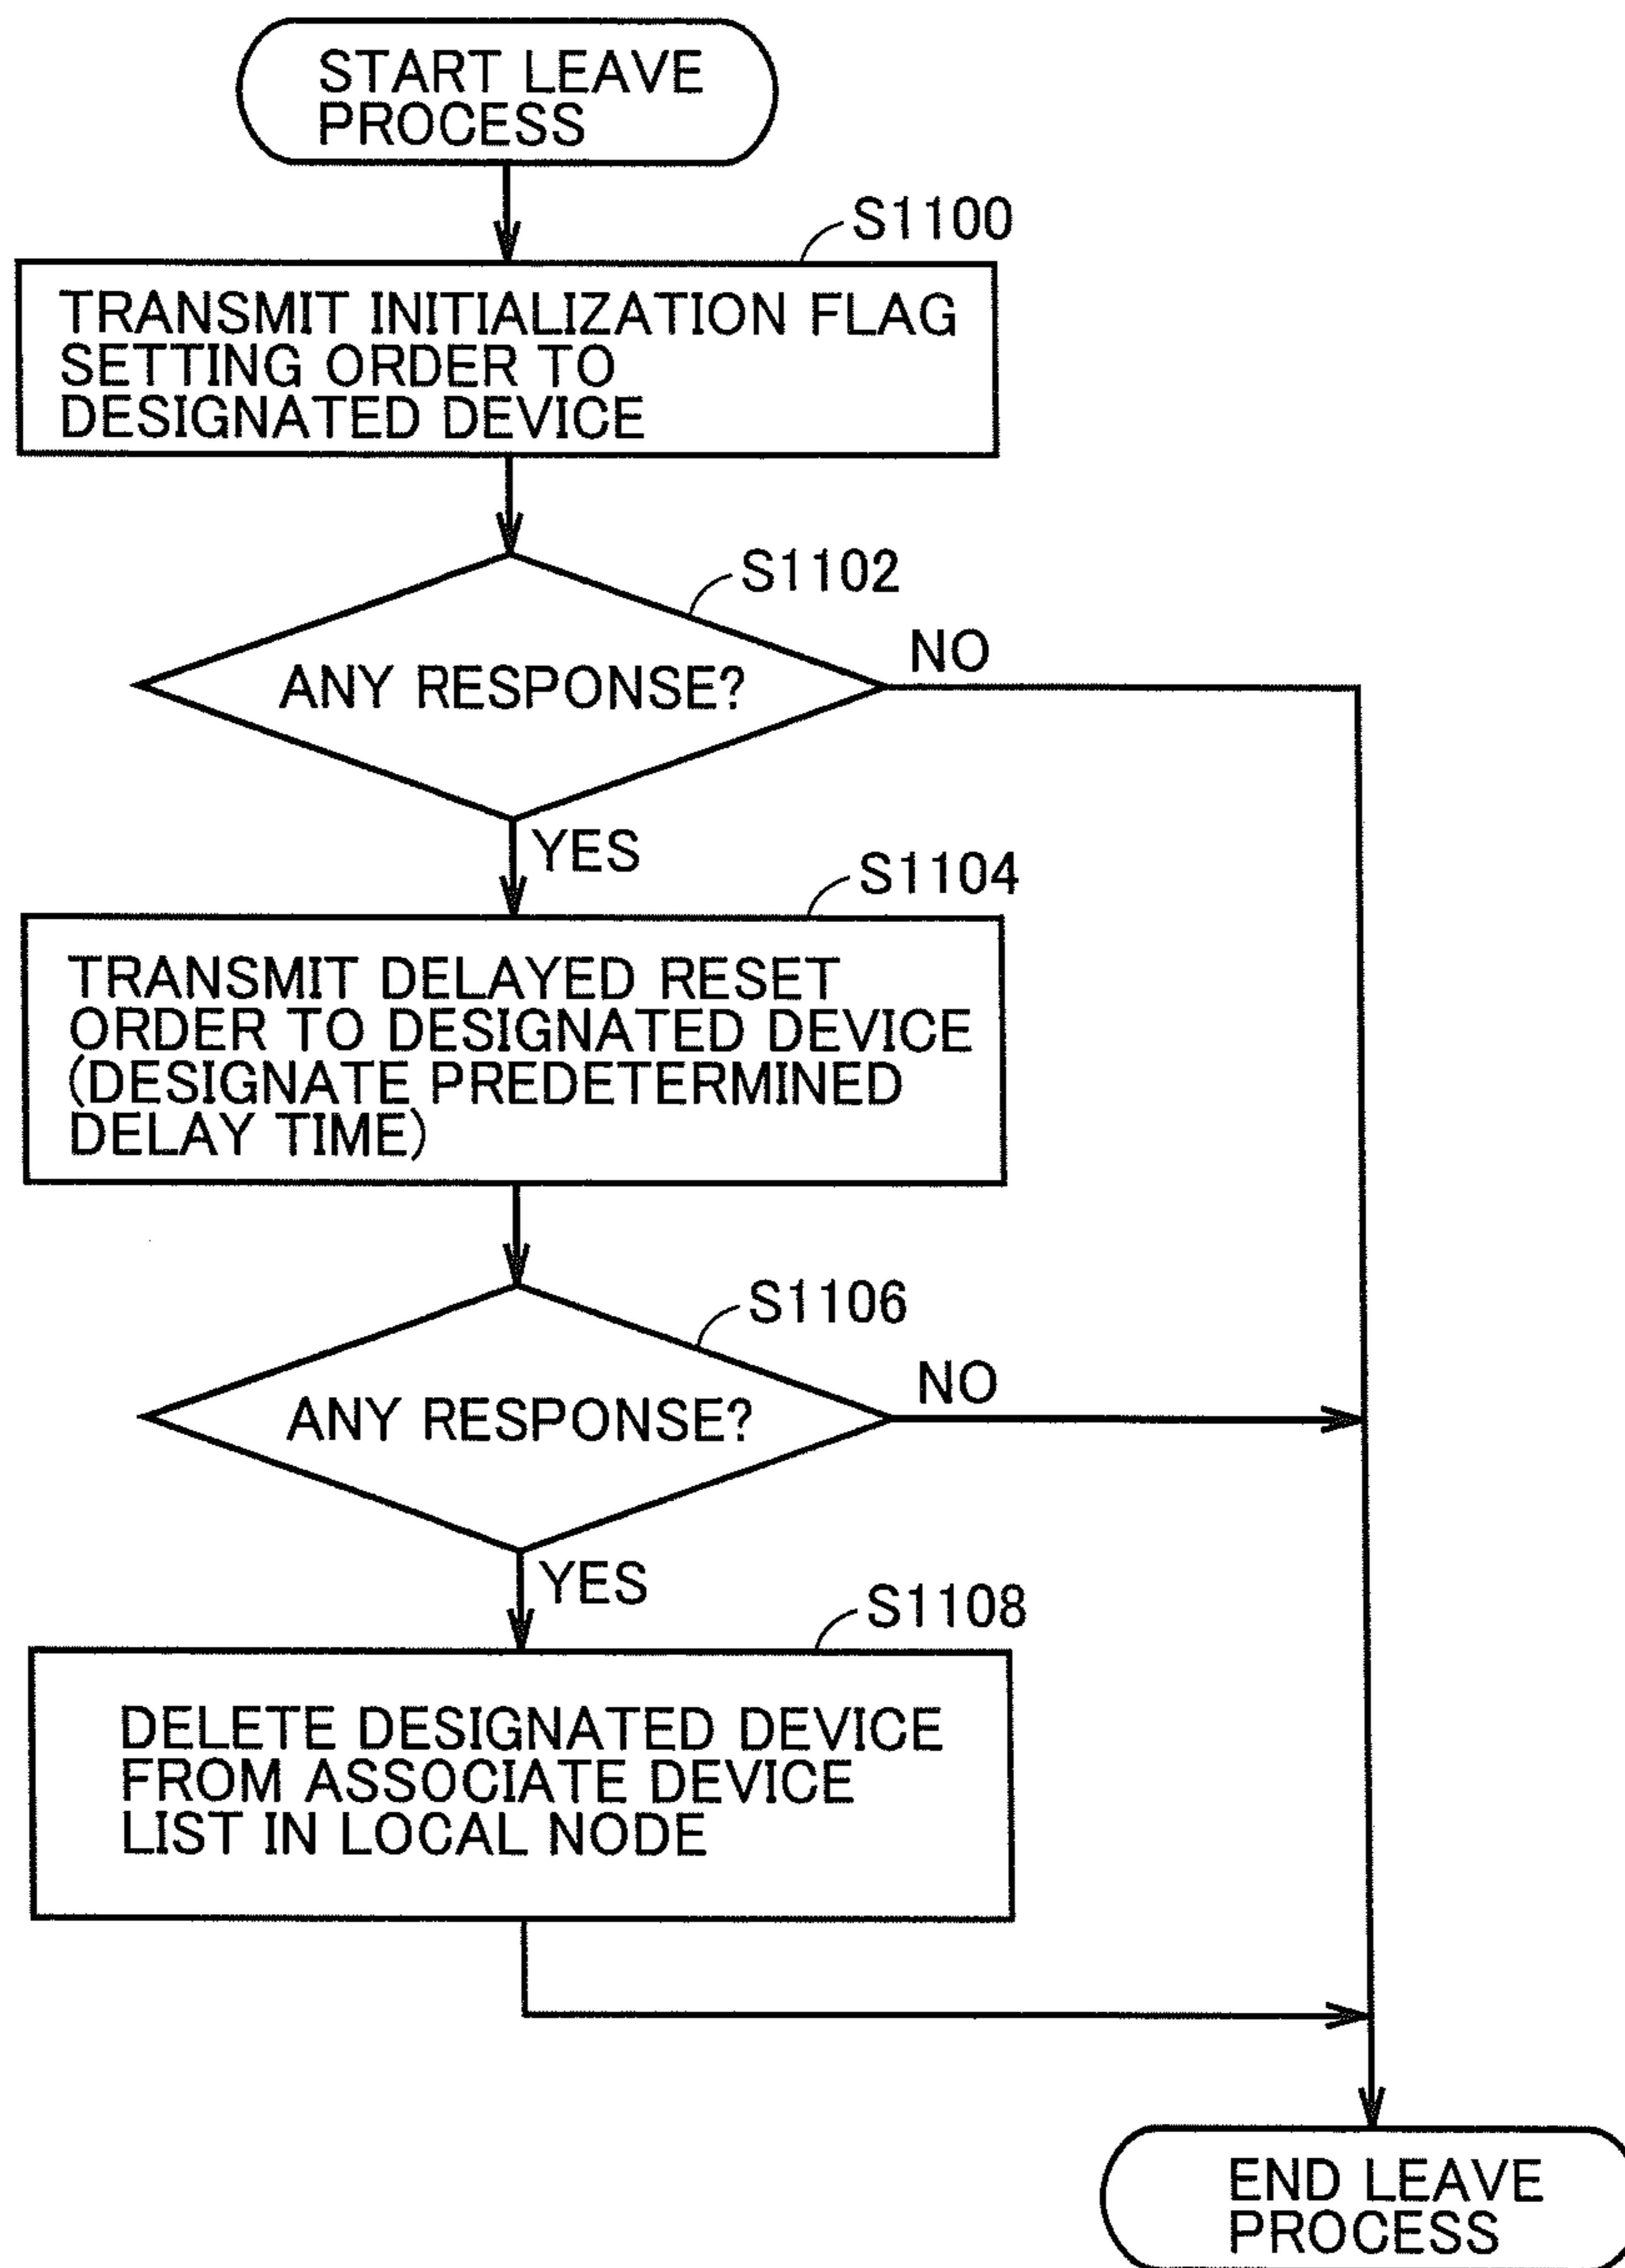 START LEAVE
PROCESS
S1100
TRANSMIT INITIALIZATION FLAG
SETTING ORDER TO
DESIGNATED DEVICE
S1102
ANY RESPONSE?
NO
YES
S1104
TRANSMIT DELAYED RESET
ORDER TO DESIGNATED DEVICE
(DESIGNATE PREDETERMINED
DELAY TIME)
S1106
ANY RESPONSE?
NO
YES
S1108
DELETE DESIGNATED DEVICE
FROM ASSOCIATE DEVICE
LIST IN LOCAL NODE
END LEAVE
PROCESS